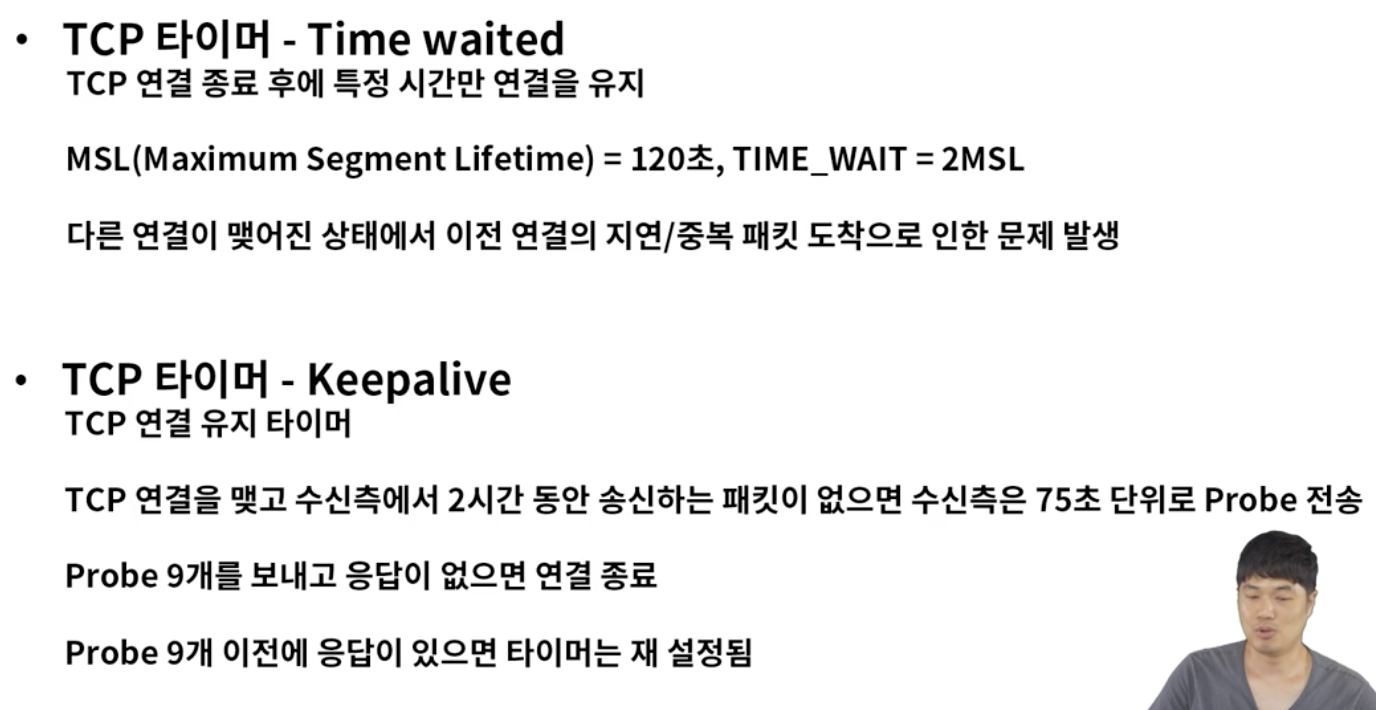 • TCP 타이머 - Time waited
TCP 연결 종료 후에 특정 시간만 연결을 유지
MSL(Maximum Segment Lifetime) = 120초, TIME_WAIT = 2MSL
다른 연결이 맺어진 상태에서 이전 연결의 지연/중복 패킷 도착으로 인한 문제 발생
• TCP 타이머 - Keepalive
TCP 연결 유지 타이머
TCP 연결을 맺고 수신측에서 2시간 동안 송신하는 패킷이 없으면 수신측은 75초 단위로 Probe 전송
Probe 9개를 보내고 응답이 없으면 연결 종료
Probe 9개 이전에 응답이 있으면 타이머는 재 설정됨